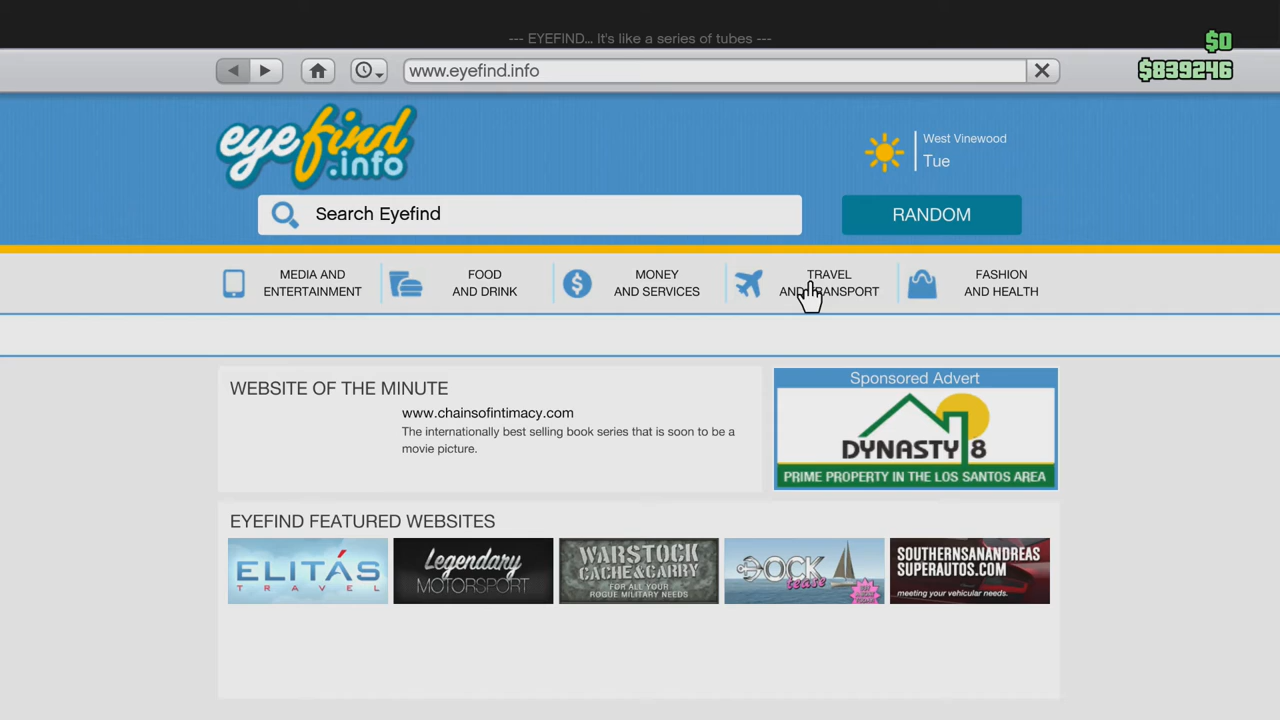 --- EYEFIND... It's like a series of tubes ---
$0
$839246
www.eyefind.info
eyefind
.info
West Vinewood
Tue
Search Eyefind
RANDOM
MEDIA AND
ENTERTAINMENT
FOOD
AND DRINK
MONEY
AND SERVICES
TRAVEL
AND TRANSPORT
FASHION
AND HEALTH
WEBSITE OF THE MINUTE
www.chainsofintimacy.com
The internationally best selling book series that is soon to be a
movie picture.
Sponsored Advert
DYNASTY 8
PRIME PROPERTY IN THE LOS SANTOS AREA
EYEFIND FEATURED WEBSITES
ELITÁS
TRAVEL
Legendary
MOTORSPORT
WARSTOCK
CACHE & CARRY
FOR ALL YOUR
ROGUE MILITARY NEEDS
DOCK
tease
SOUTHERNSANANDREAS
SUPERAUTOS.COM
meeting your vehicular needs.